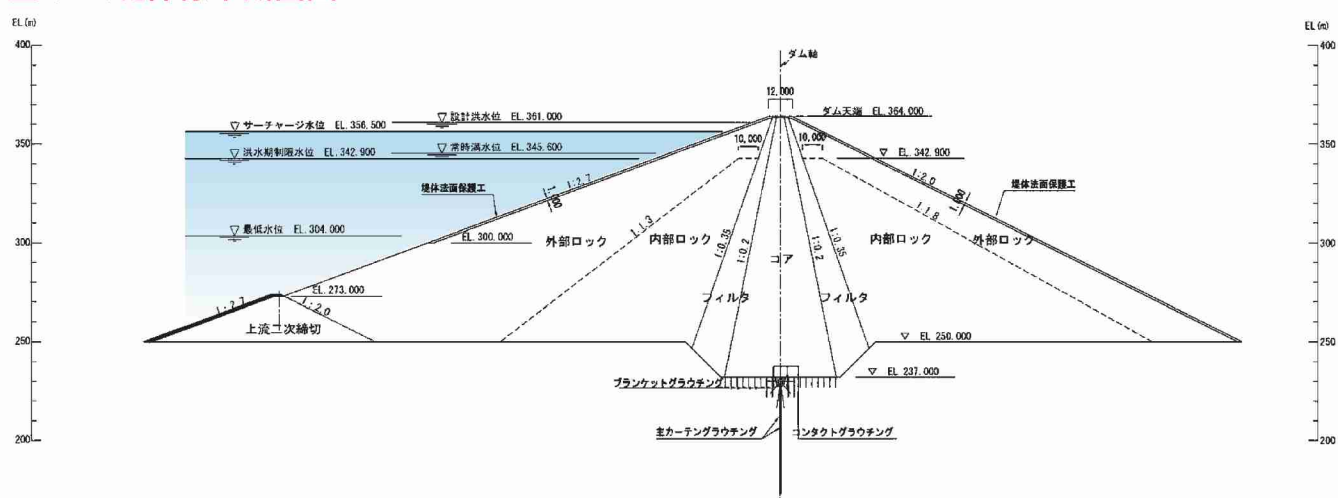 EL (m)
EL (m)
400
400
ダム軸
12,000
設計洪水位 EL.361.000
ダム天端 EL.364.000
サーチャージ水位 EL.356.500
350
350
10,000
10,000
洪水期制限水位 EL.342.900
常時満水位 EL.345.600
EL.342.900
1:2.7
1:2.0
堤体法面保護工
1,000
1,000
堤体法面保護工
1:1.3
1:1.8
最低水位 EL.304.000
EL.300.000
外部ロック
内部ロック
1:0.35
1:0.2
コア
1:0.2
1:0.35
内部ロック
外部ロック
300
300
EL.273.000
フィルタ
フィルタ
1:2.7
1:2.0
上流二次締切
250
EL 250.000
250
EL 237.000
ブランケットグラウチング
主カーテングラウチング
コンタクトグラウチング
200
200